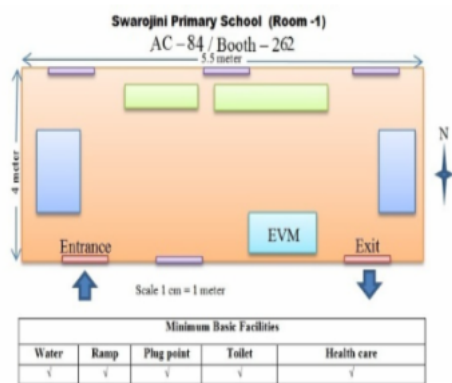 Swarojini Primary School (Room -1)
AC – 84 / Booth – 262
5.5 meter
4 meter
N
EVM
Entrance
Exit
Scale 1 cm = 1 meter
Minimum Basic Facilities
Water Ramp Plug point Toilet Health care
√ √ √ √ √